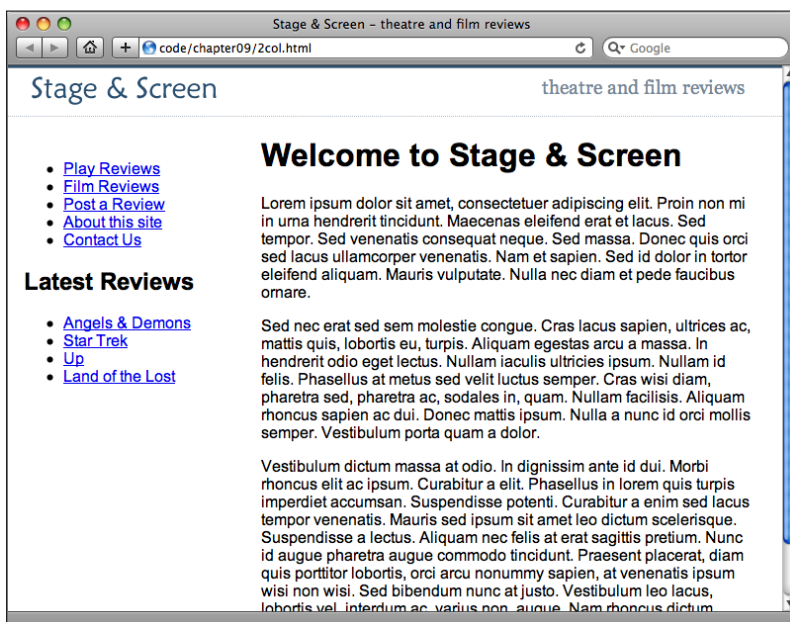 Stage & Screen – theatre and film reviews
code/chapter09/2col.html
Google
Stage & Screen
theatre and film reviews
Play Reviews
Film Reviews
Post a Review
About this site
Contact Us
Latest Reviews
Angels & Demons
Star Trek
Up
Land of the Lost
Welcome to Stage & Screen
Lorem ipsum dolor sit amet, consectetuer adipiscing elit. Proin non mi
in urna hendrerit tincidunt. Maecenas eleifend erat et lacus. Sed
tempor. Sed venenatis consequat neque. Sed massa. Donec quis orci
sed lacus ullamcorper venenatis. Nam et sapien. Sed id dolor in tortor
eleifend aliquam. Mauris vulputate. Nulla nec diam et pede faucibus
ornare.
Sed nec erat sed sem molestie congue. Cras lacus sapien, ultrices ac,
mattis quis, lobortis eu, turpis. Aliquam egestas arcu a massa. In
hendrerit odio eget lectus. Nullam iaculis ultricies ipsum. Nullam id
felis. Phasellus at metus sed velit luctus semper. Cras wisi diam,
pharetra sed, pharetra ac, sodales in, quam. Nullam facilisis. Aliquam
rhoncus sapien ac dui. Donec mattis ipsum. Nulla a nunc id orci mollis
semper. Vestibulum porta quam a dolor.
Vestibulum dictum massa at odio. In dignissim ante id dui. Morbi
rhoncus elit ac ipsum. Curabitur a elit. Phasellus in lorem quis turpis
imperdiet accumsan. Suspendisse potenti. Curabitur a enim sed lacus
tempor venenatis. Mauris sed ipsum sit amet leo dictum scelerisque.
Suspendisse a lectus. Aliquam nec felis at erat sagittis pretium. Nunc
id augue pharetra augue commodo tincidunt. Praesent placerat, diam
quis porttitor lobortis, orci arcu nonummy sapien, at venenatis ipsum
wisi non wisi. Sed bibendum nunc at justo. Vestibulum leo lacus,
lobortis vel, interdum ac, varius non, augue. Nam rhoncus dictum